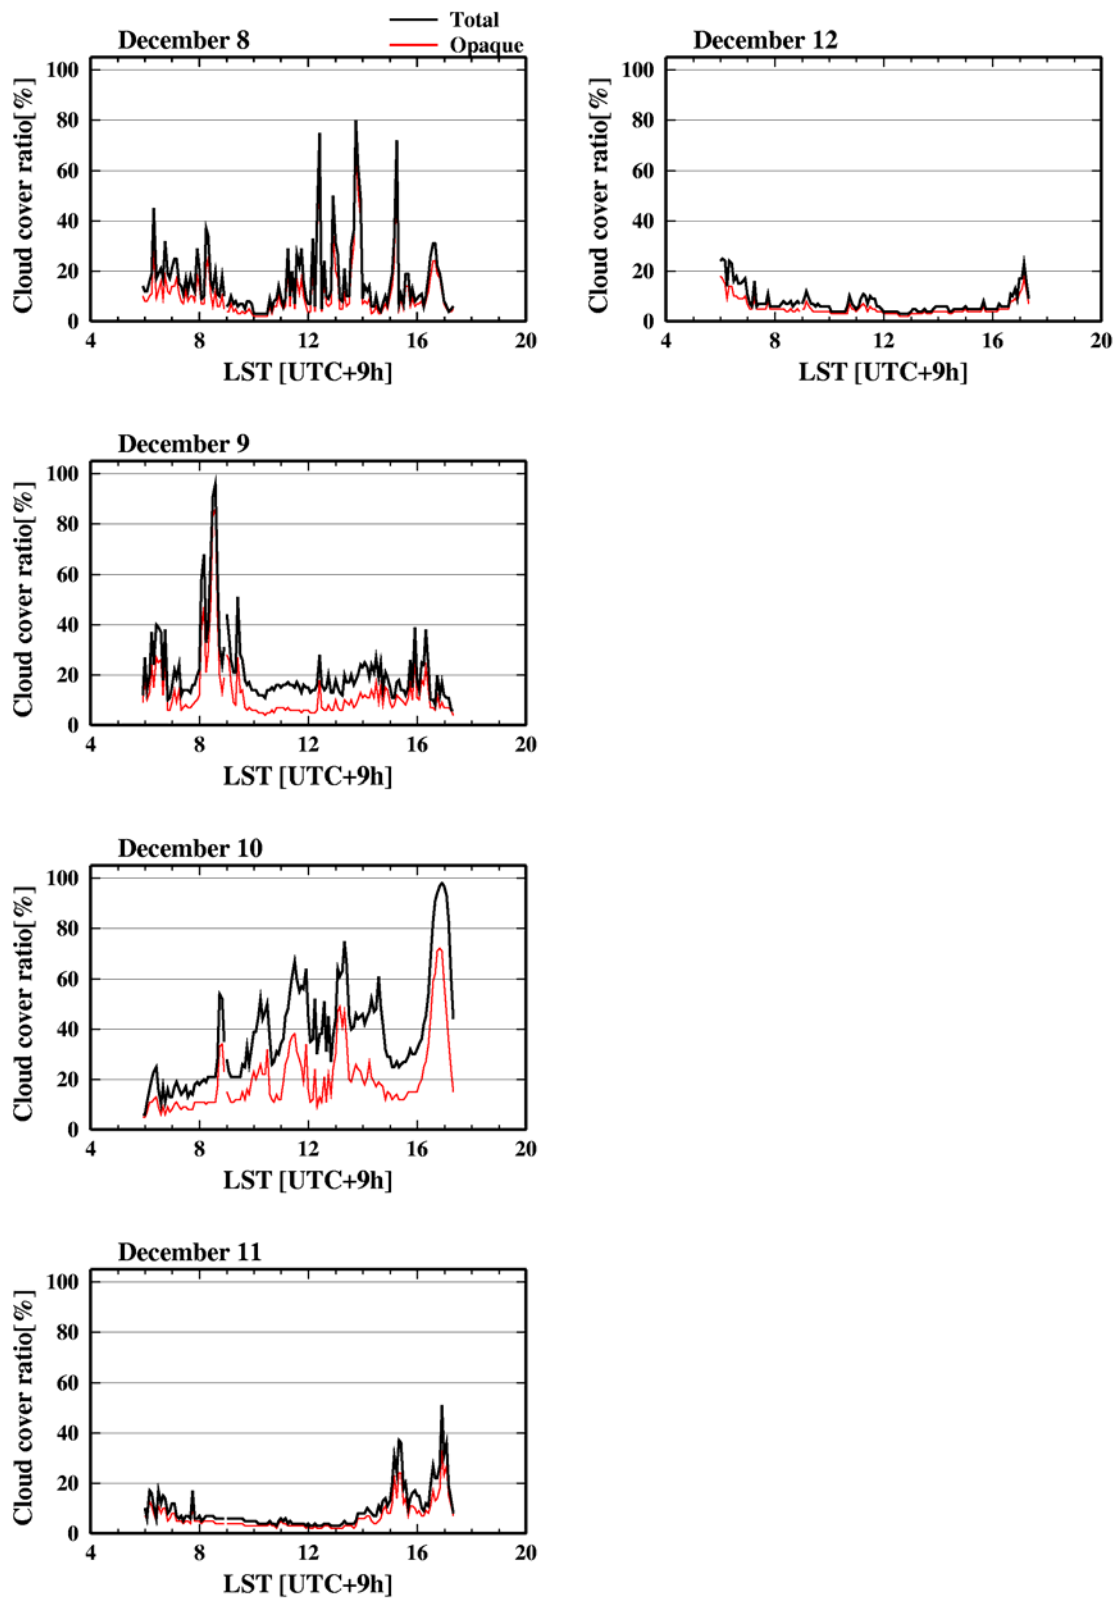 Total
Opaque
December 8
Cloud cover ratio[%]
100
80
60
40
20
0
4 8 12 16 20
LST [UTC+9h]
December 12
Cloud cover ratio[%]
100
80
60
40
20
0
4 8 12 16 20
LST [UTC+9h]
December 9
Cloud cover ratio[%]
100
80
60
40
20
0
4 8 12 16 20
LST [UTC+9h]
December 10
Cloud cover ratio[%]
100
80
60
40
20
0
4 8 12 16 20
LST [UTC+9h]
December 11
Cloud cover ratio[%]
100
80
60
40
20
0
4 8 12 16 20
LST [UTC+9h]